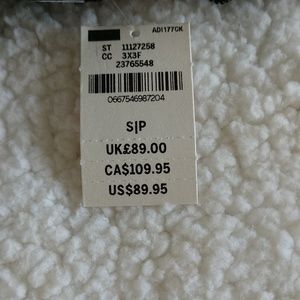 ADI177CK
ST 11127258
CC 3X3F
23765548
0667546987204
S|P
UK£89.00
CA$109.95
US$89.95